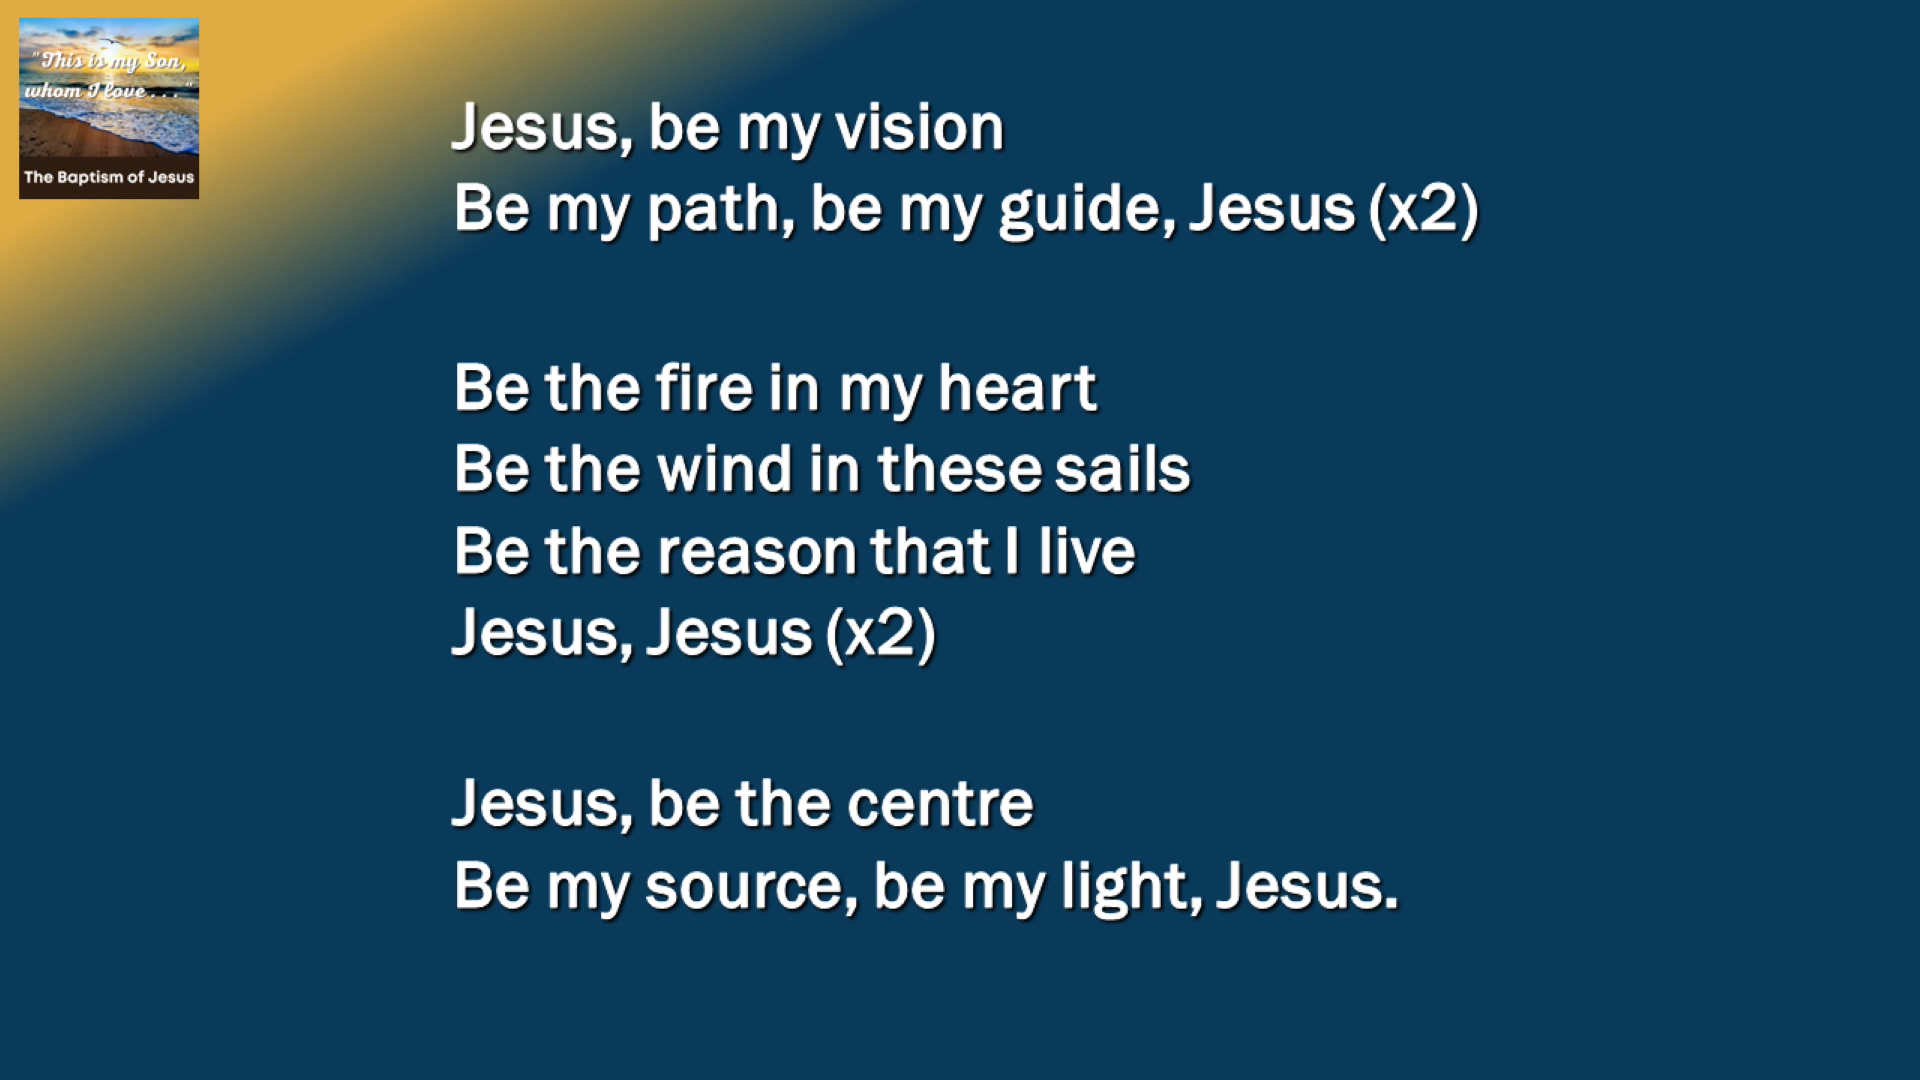 "This is my Son,
whom I love . . ."
The Baptism of Jesus
Jesus, be my vision
Be my path, be my guide, Jesus (x2)
Be the fire in my heart
Be the wind in these sails
Be the reason that I live
Jesus, Jesus (x2)
Jesus, be the centre
Be my source, be my light, Jesus.